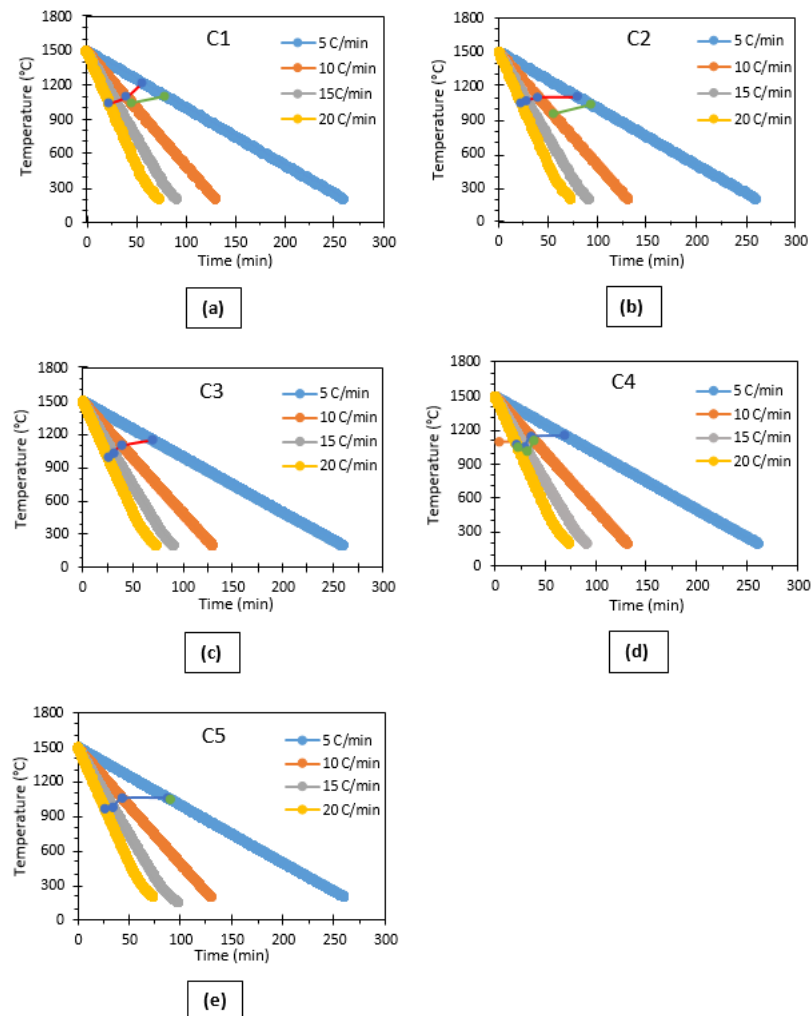 C1
5 C/min
10 C/min
15C/min
20 C/min
Temperature (°C)
1800
1500
1200
900
600
300
0
0 50 100 150 200 250 300
Time (min)
(a)
C2
5 C/min
10 C/min
15 C/min
20 C/min
Temperature (°C)
1800
1500
1200
900
600
300
0
0 50 100 150 200 250 300
Time (min)
(b)
C3
5 C/min
10 C/min
15 C/min
20 C/min
Temperature (°C)
1800
1500
1200
900
600
300
0
0 50 100 150 200 250 300
Time (min)
(c)
C4
5 C/min
10 C/min
15 C/min
20 C/min
Temperature (°C)
1800
1500
1200
900
600
300
0
0 50 100 150 200 250 300
Time (min)
(d)
C5
5 C/min
10 C/min
15 C/min
20 C/min
Temperature (°C)
1800
1500
1200
900
600
300
0
0 50 100 150 200 250 300
Time (min)
(e)